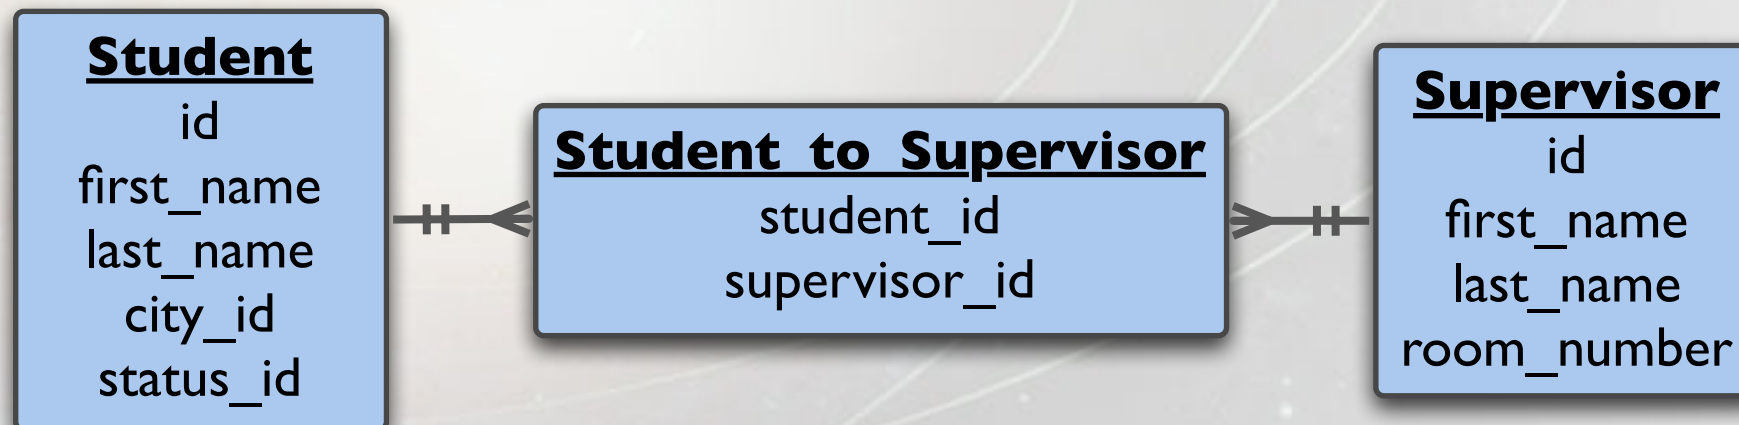 Student
id
first_name
last_name
city_id
status_id
Student_to_Supervisor
student_id
supervisor_id
Supervisor
id
first_name
last_name
room_number